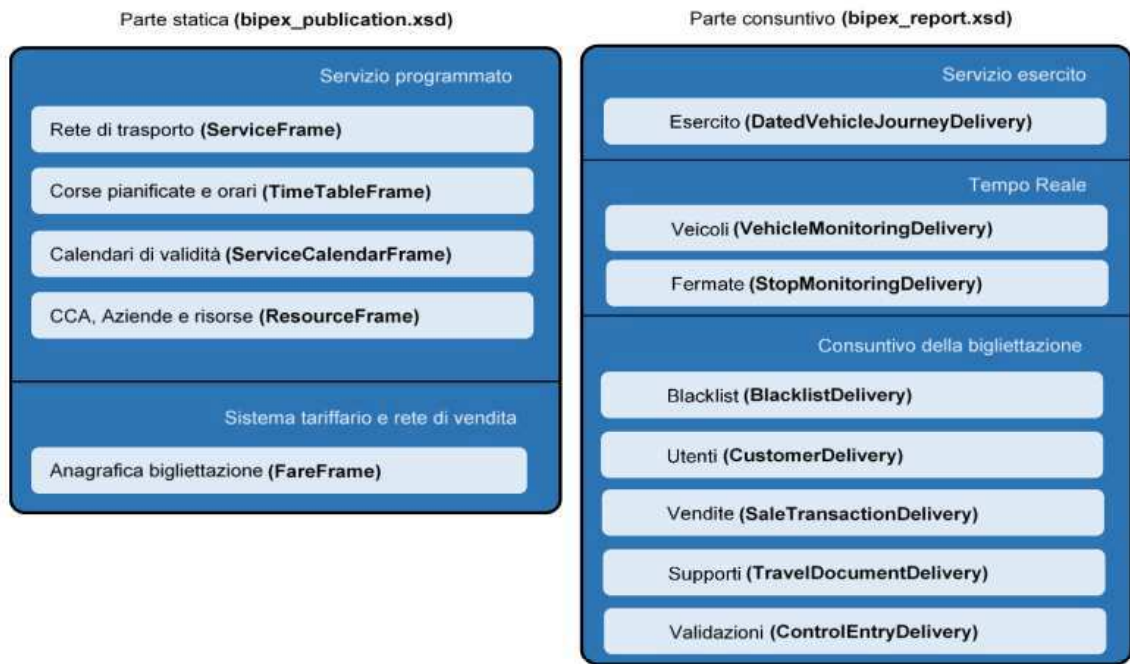 Parte statica (bipex_publication.xsd)
Servizio programmato
Rete di trasporto (ServiceFrame)
Corse pianificate e orari (TimeTableFrame)
Calendari di validità (ServiceCalendarFrame)
CCA, Aziende e risorse (ResourceFrame)
Sistema tariffario e rete di vendita
Anagrafica bigliettazione (FareFrame)
Parte consuntivo (bipex_report.xsd)
Servizio esercito
Esercito (DatedVehicleJourneyDelivery)
Tempo Reale
Veicoli (VehicleMonitoringDelivery)
Fermate (StopMonitoringDelivery)
Consuntivo della bigliettazione
Blacklist (BlacklistDelivery)
Utenti (CustomerDelivery)
Vendite (SaleTransactionDelivery)
Supporti (TravelDocumentDelivery)
Validazioni (ControlEntryDelivery)